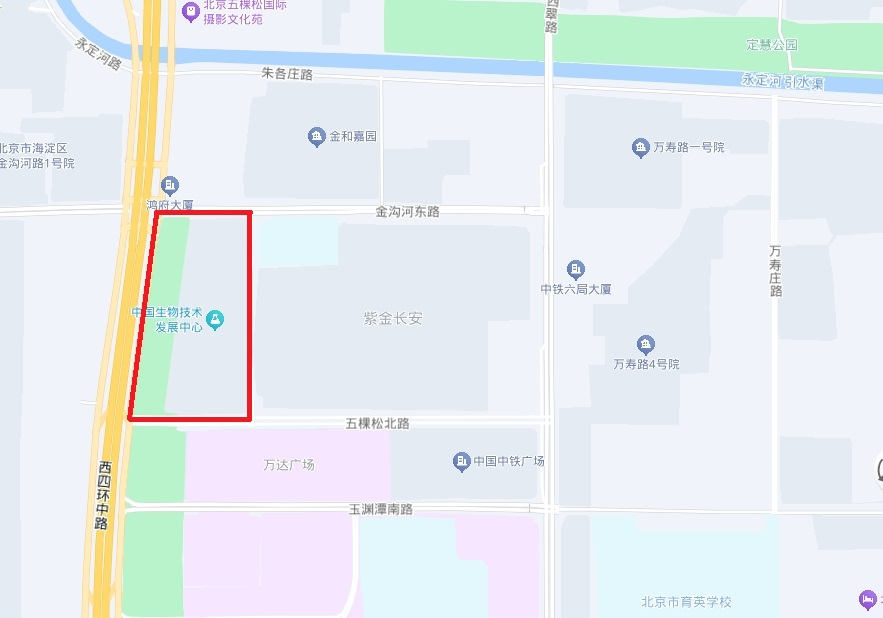 北京五棵松国际
摄影文化苑
西翠路
永定河路
定慧公园
朱各庄路
永定河引水渠
金和嘉园
北京市海淀区
金沟河路1号院
万寿路一号院
鸿府大厦
金沟河东路
万寿庄路
中铁六局大厦
中国生物技术
发展中心
紫金长安
万寿路4号院
五棵松北路
万达广场
中国中铁广场
西四环中路
玉渊潭南路
北京市育英学校